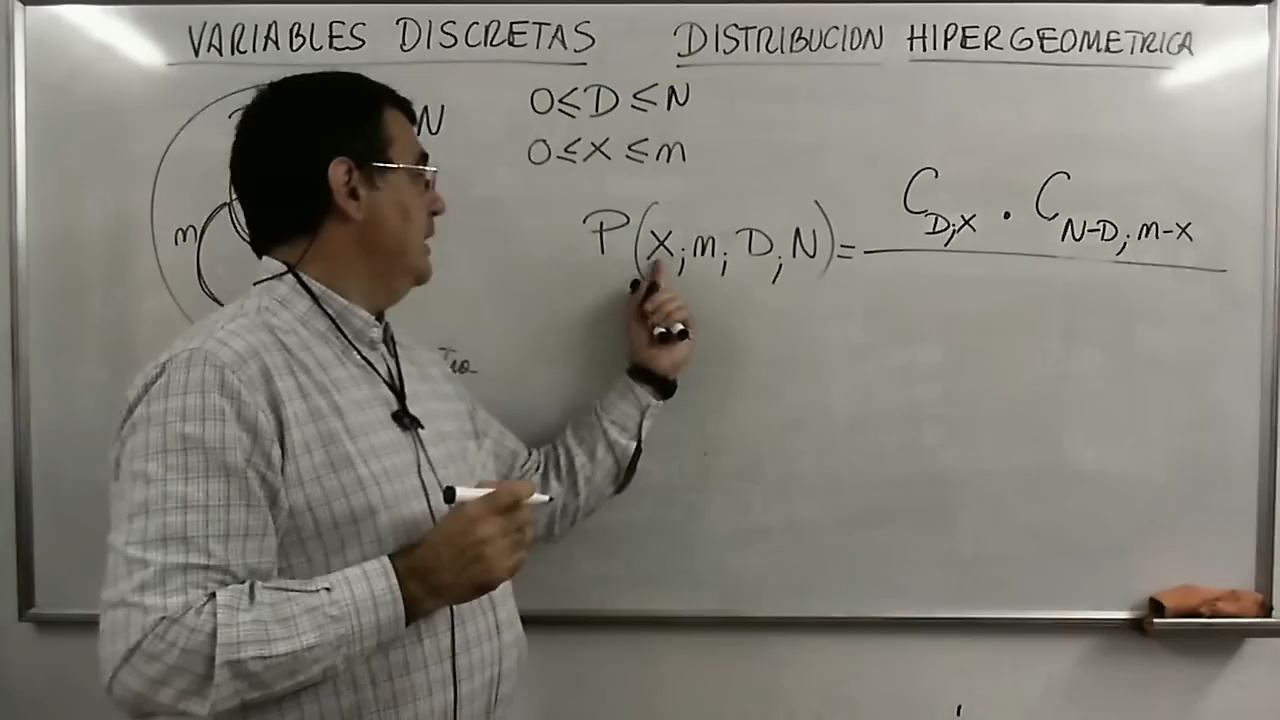 VARIABLES DISCRETAS DISTRIBUCION HIPERGEOMETRICA
N
0≤D≤N
0≤X≤m
m
P(X;m;D;N)=
C D;X · C N-D;m-X